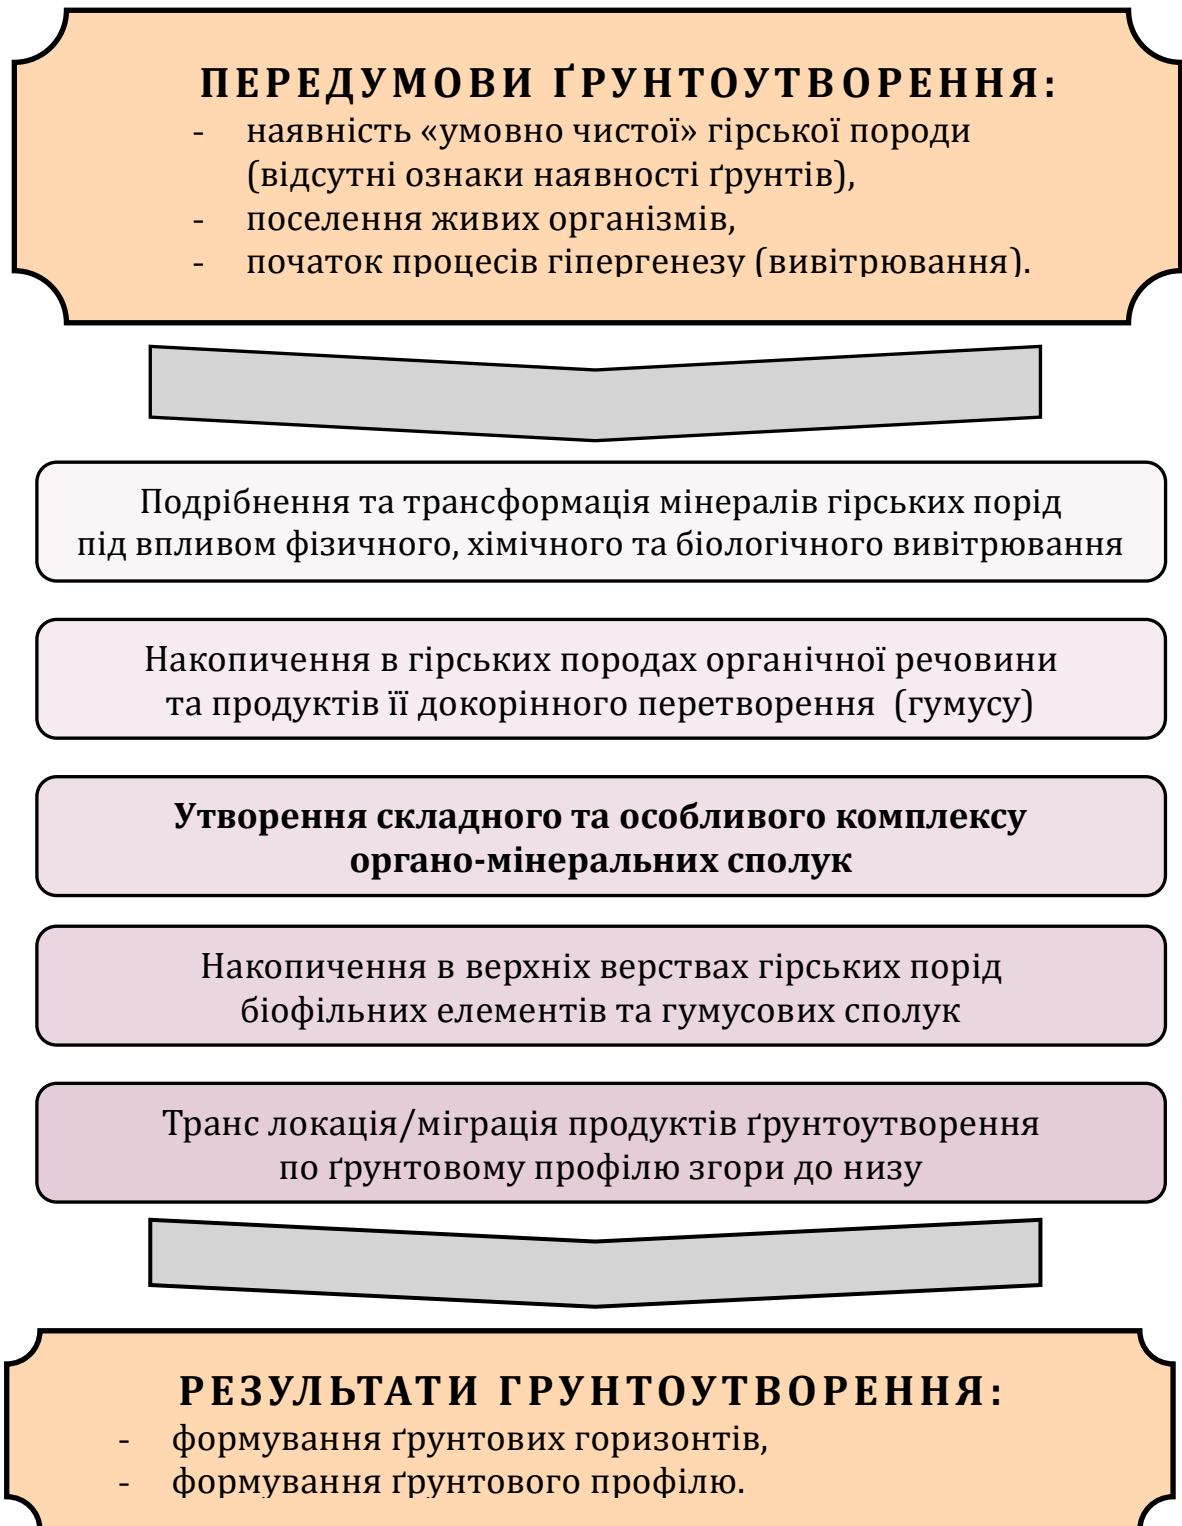 ПЕРЕДУМОВИ ҐРУНТОУТВОРЕННЯ:
- наявність «умовно чистої» гірської породи
(відсутні ознаки наявності ґрунтів),
- поселення живих організмів,
- початок процесів гіпергенезу (вивітрювання).
Подрібнення та трансформація мінералів гірських порід
під впливом фізичного, хімічного та біологічного вивітрювання
Накопичення в гірських породах органічної речовини
та продуктів її докорінного перетворення (гумусу)
Утворення складного та особливого комплексу
органо-мінеральних сполук
Накопичення в верхніх верствах гірських порід
біофільних елементів та гумусових сполук
Транс локація/міграція продуктів ґрунтоутворення
по ґрунтовому профілю згори до низу
РЕЗУЛЬТАТИ ГРУНТОУТВОРЕННЯ:
- формування ґрунтових горизонтів,
- формування ґрунтового профілю.